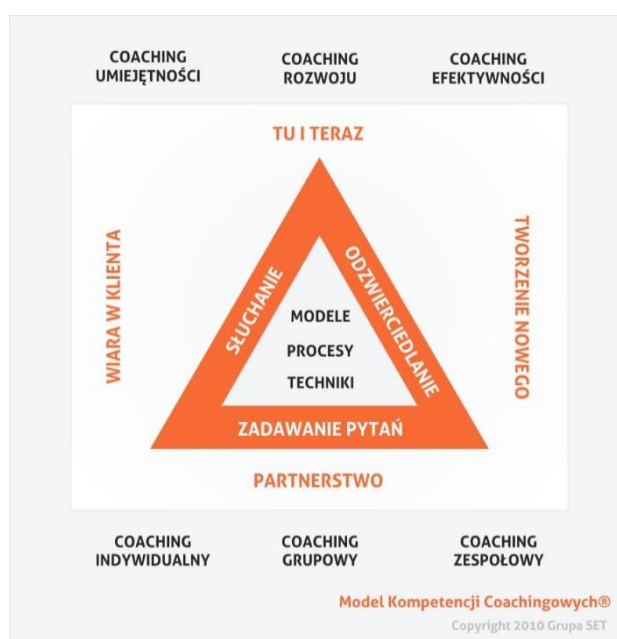 COACHING UMIEJĘTNOŚCI
COACHING ROZWOJU
COACHING EFEKTYWNOŚCI
TU I TERAZ
WIARA W KLIENTA
SŁUCHANIE
ODZWIERCIEDLANIE
TWORZENIE NOWEGO
MODELE
PROCESY
TECHNIKI
ZADAWANIE PYTAŃ
PARTNERSTWO
COACHING INDYWIDUALNY
COACHING GRUPOWY
COACHING ZESPOŁOWY
Model Kompetencji Coachingowych®
Copyright 2010 Grupa SET